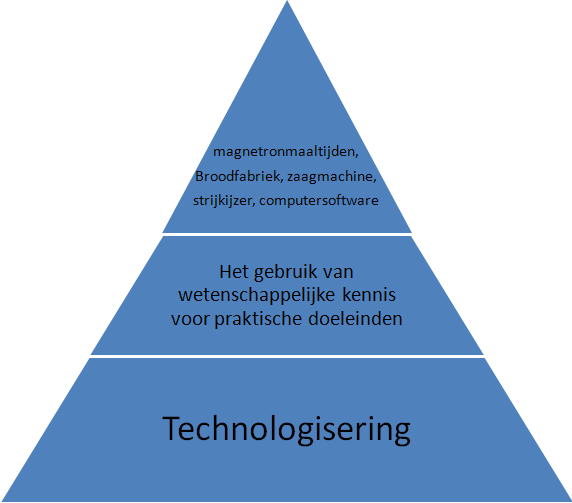 magnetronmaaltijden,
Broodfabriek, zaagmachine,
strijkijzer, computersoftware
Het gebruik van
wetenschappelijke kennis
voor praktische doeleinden
Technologisering